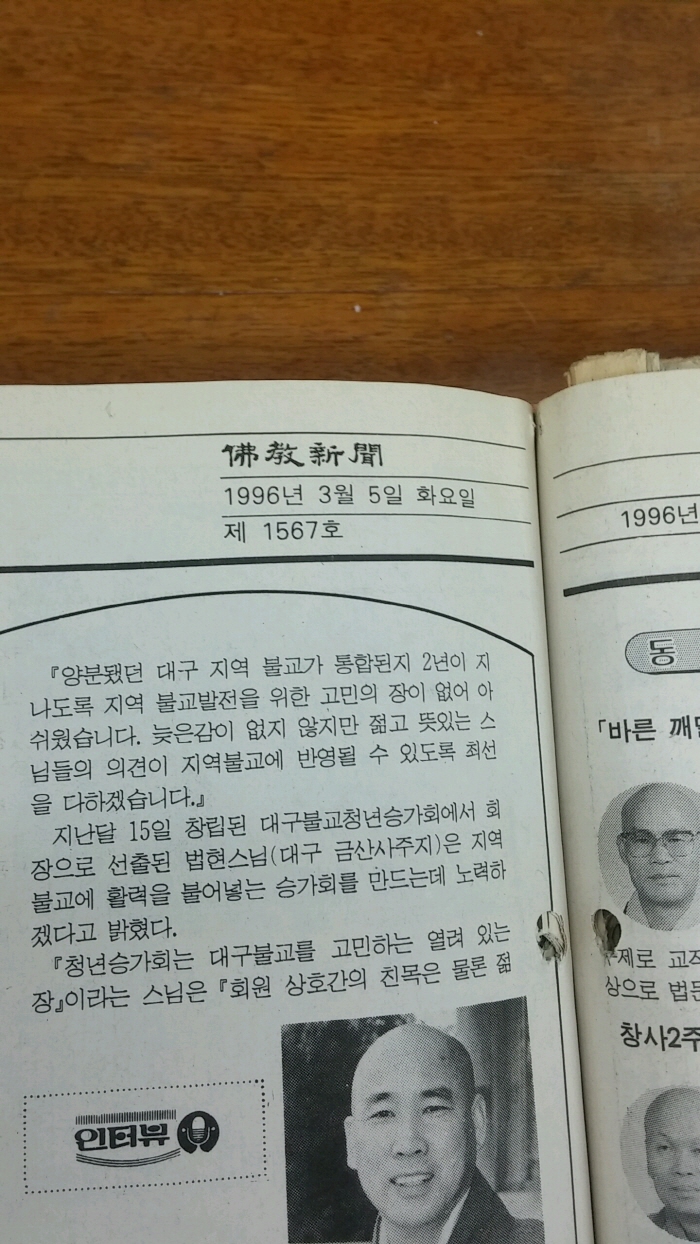 佛教新聞
1996년 3월 5일 화요일
제 1567호
『양분됐던 대구 지역 불교가 통합된지 2년이 지
나도록 지역 불교발전을 위한 고민의 장이 없어 아
쉬웠습니다. 늦은감이 없지 않지만 젊고 뜻있는 스
님들의 의견이 지역불교에 반영될 수 있도록 최선
을 다하겠습니다.』
지난달 15일 창립된 대구불교청년승가회에서 회
장으로 선출된 법현스님(대구 금산사주지)은 지역
불교에 활력을 불어넣는 승가회를 만드는데 노력하
겠다고 밝혔다.
『청년승가회는 대구불교를 고민하는 열려 있는
장』이라는 스님은 『회원 상호간의 친목은 물론 젊
인터뷰
1996년
동
「바른 깨
제로 교
상으로 법
창사2주